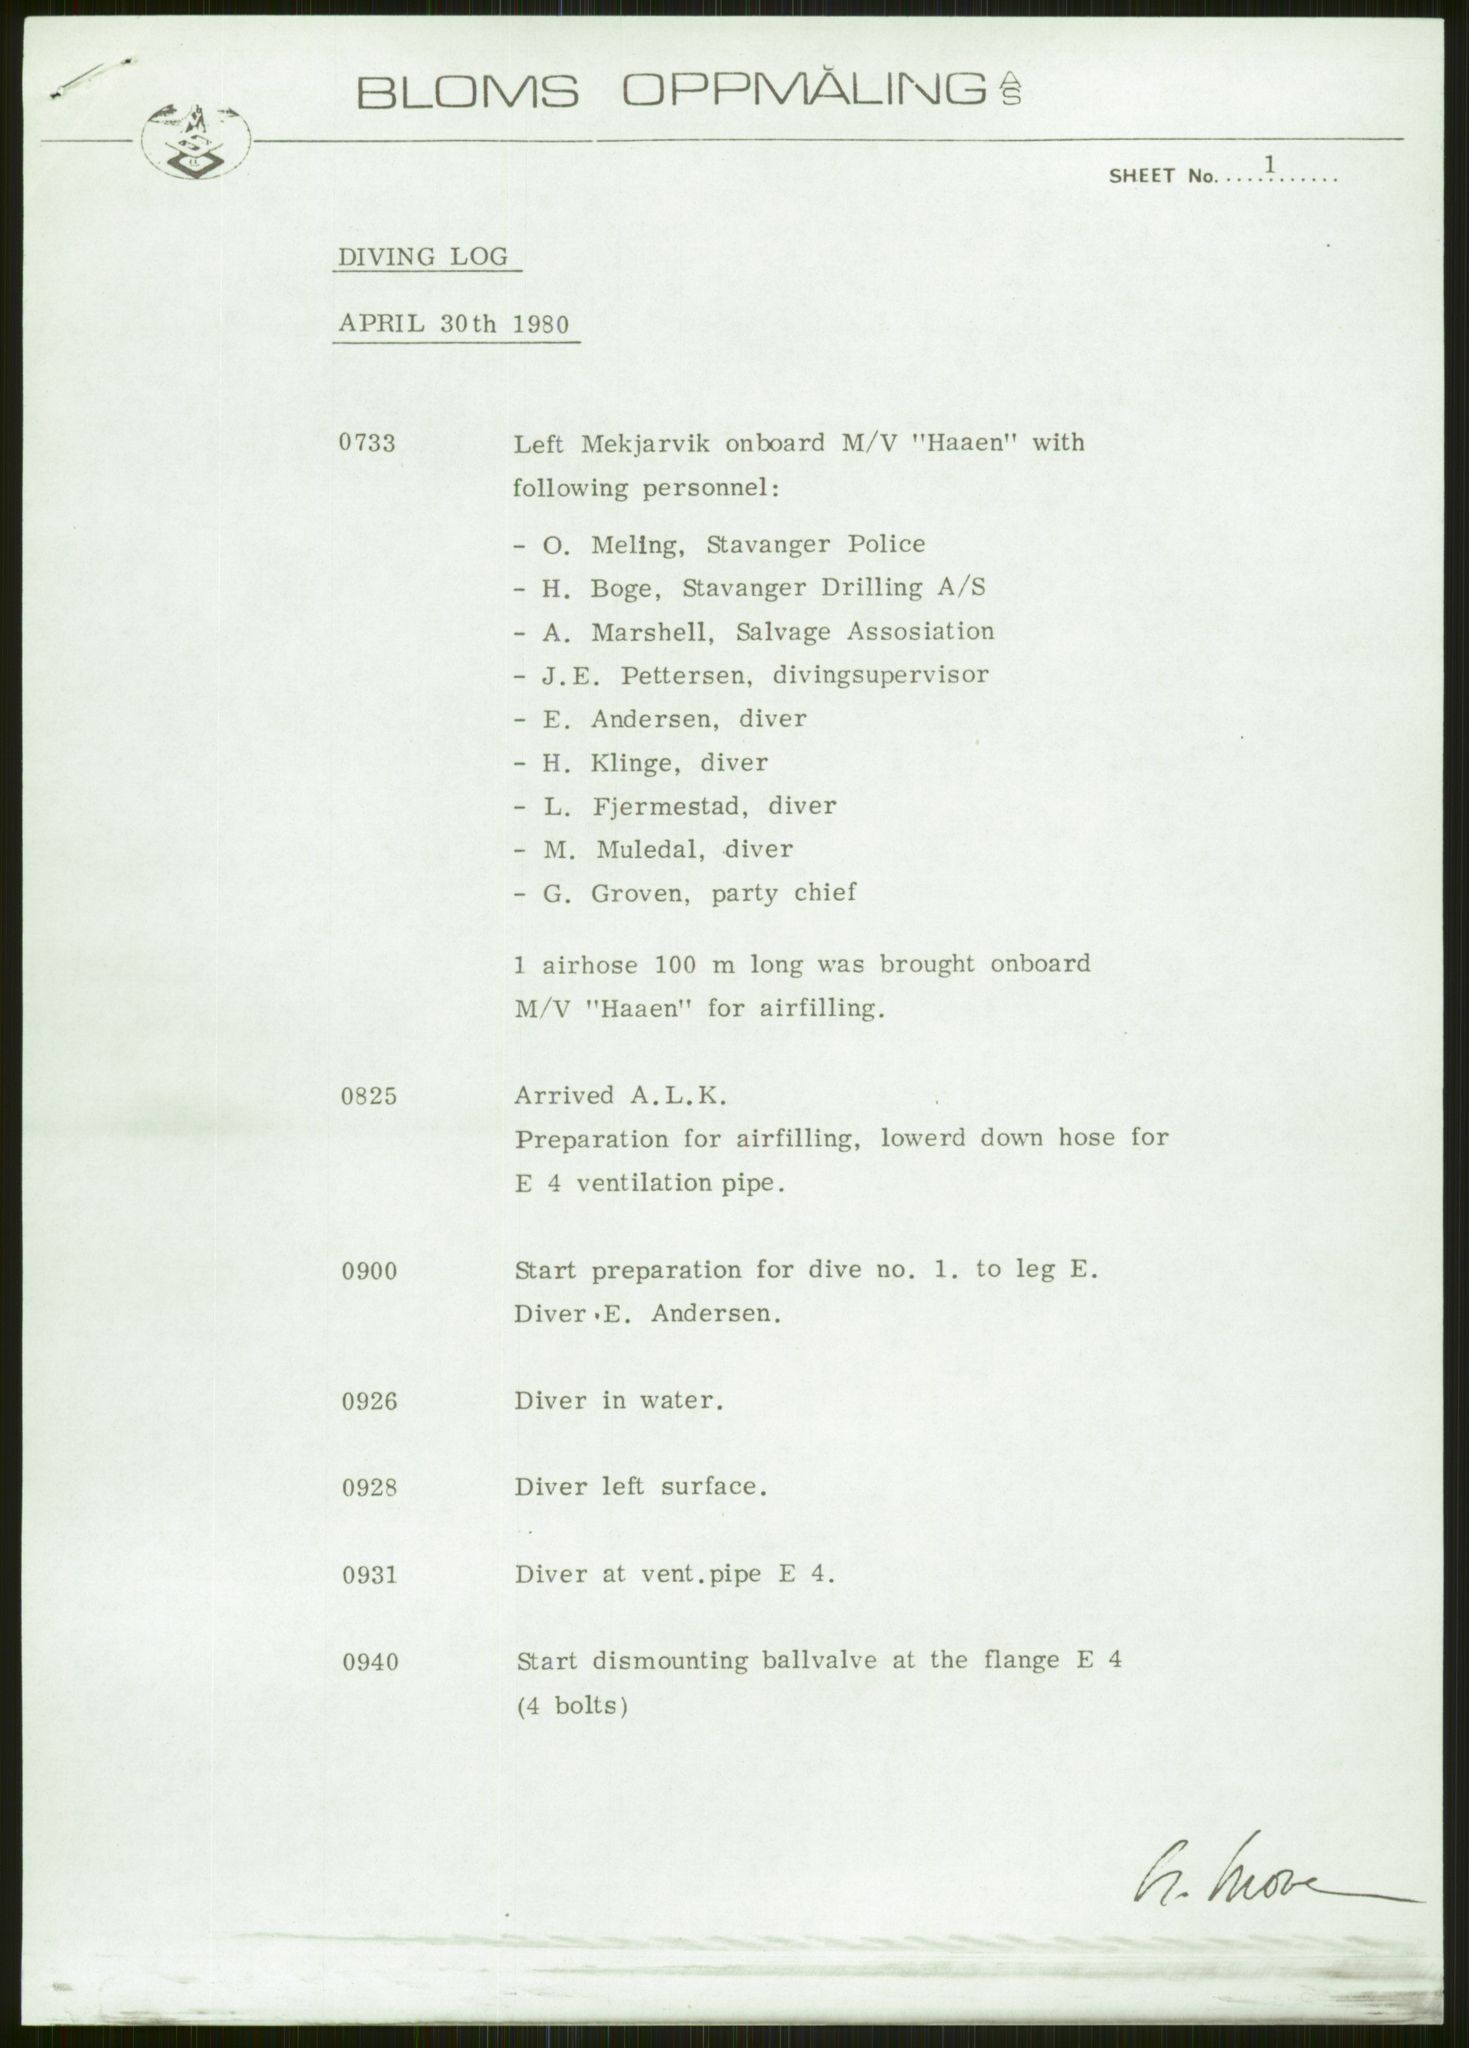 BLOMS OPPMÅLING A/S
SHEET No. 1
DIVING LOG
APRIL 30th 1980
0733 Left Mekjarvik onboard M/V "Haaen" with
following personnel:
- O. Meling, Stavanger Police
- H. Boge, Stavanger Drilling A/S
- A. Marshell, Salvage Assosiation
- J.E. Pettersen, divingsupervisor
- E. Andersen, diver
- H. Klinge, diver
- L. Fjermestad, diver
- M. Muledal, diver
- G. Groven, party chief
1 airhose 100 m long was brought onboard
M/V "Haaen" for airfilling.
0825 Arrived A.L.K.
Preparation for airfilling, lowerd down hose for
E 4 ventilation pipe.
0900 Start preparation for dive no. 1. to leg E.
Diver E. Andersen.
0926 Diver in water.
0928 Diver left surface.
0931 Diver at vent.pipe E 4.
0940 Start dismounting ballvalve at the flange E 4
(4 bolts)